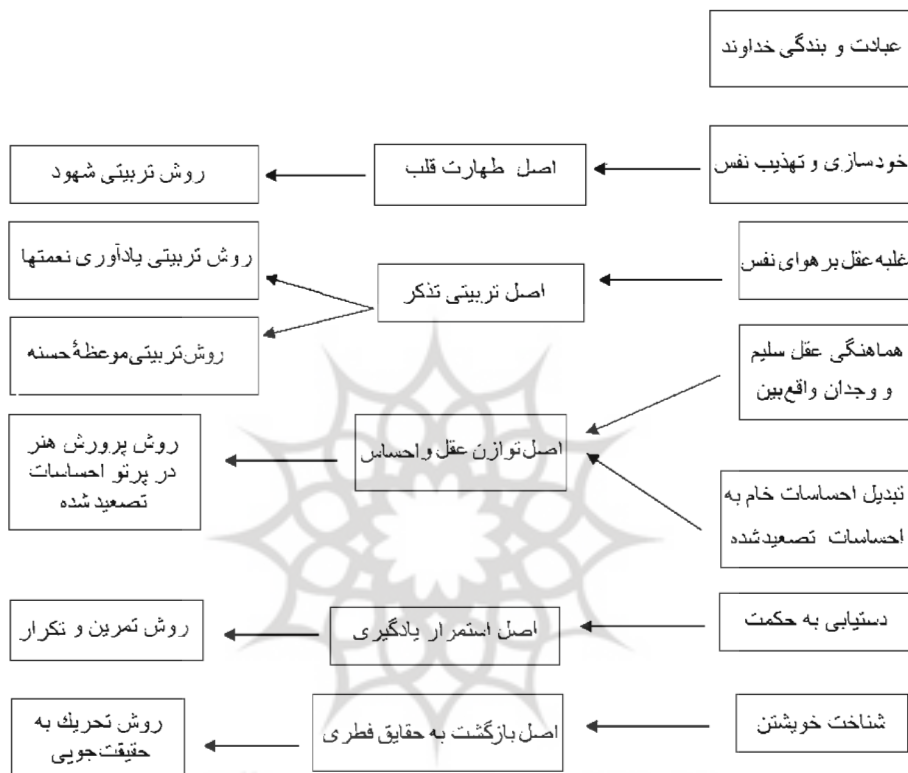 عبادت و بندگی خداوند
خودسازی و تهذیب نفس
اصل طهارت قلب
روش تربیتی شهود
غلبه عقل بر هوای نفس
اصل تربیتی تذکر
روش تربیتی یادآوری نعمتها
روش تربیتی موعظهٔ حسنه
هماهنگی عقل سلیم
و وجدان واقع‌بین
تبدیل احساسات خام به
احساسات تصعیدشده
اصل توازن عقل و احساس
روش پرورش هنر
در پرتو احساسات
تصعید شده
دستیابی به حکمت
اصل استمرار یادگیری
روش تمرین و تکرار
شناخت خویشتن
اصل بازگشت به حقایق فطری
روش تحریك به
حقیقت‌جویی